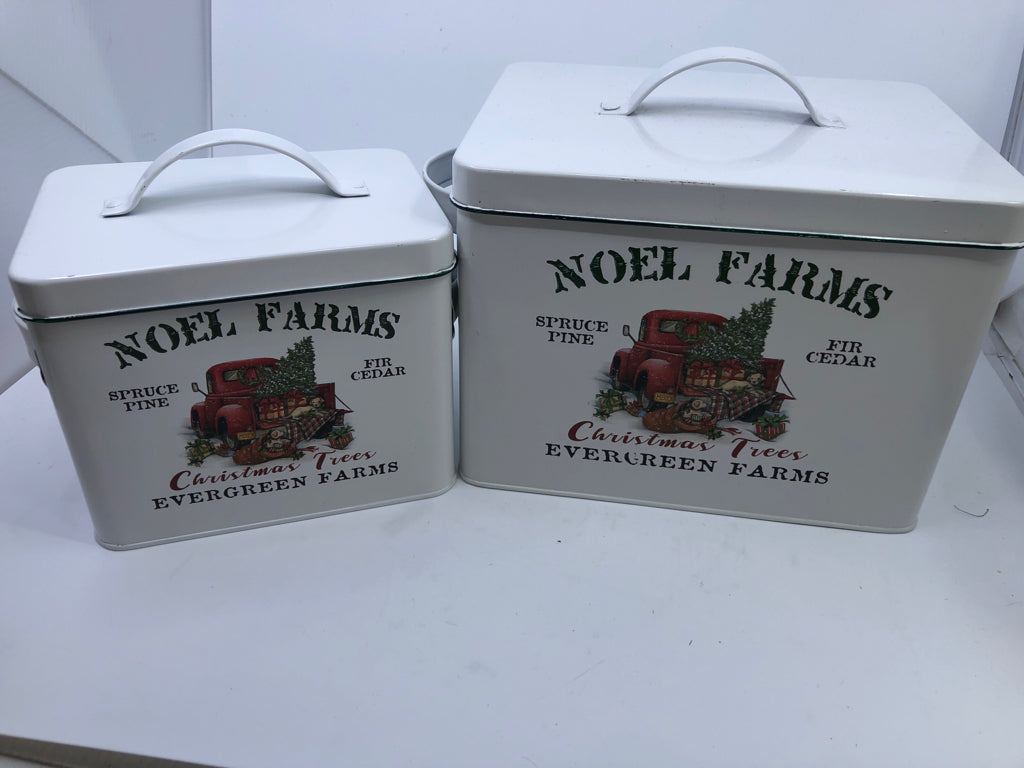 NOEL FARMS
SPRUCE
PINE
FIR
CEDAR
Christmas Trees
EVERGREEN FARMS
NOEL FARMS
SPRUCE
PINE
FIR
CEDAR
Christmas Trees
EVERGREEN FARMS